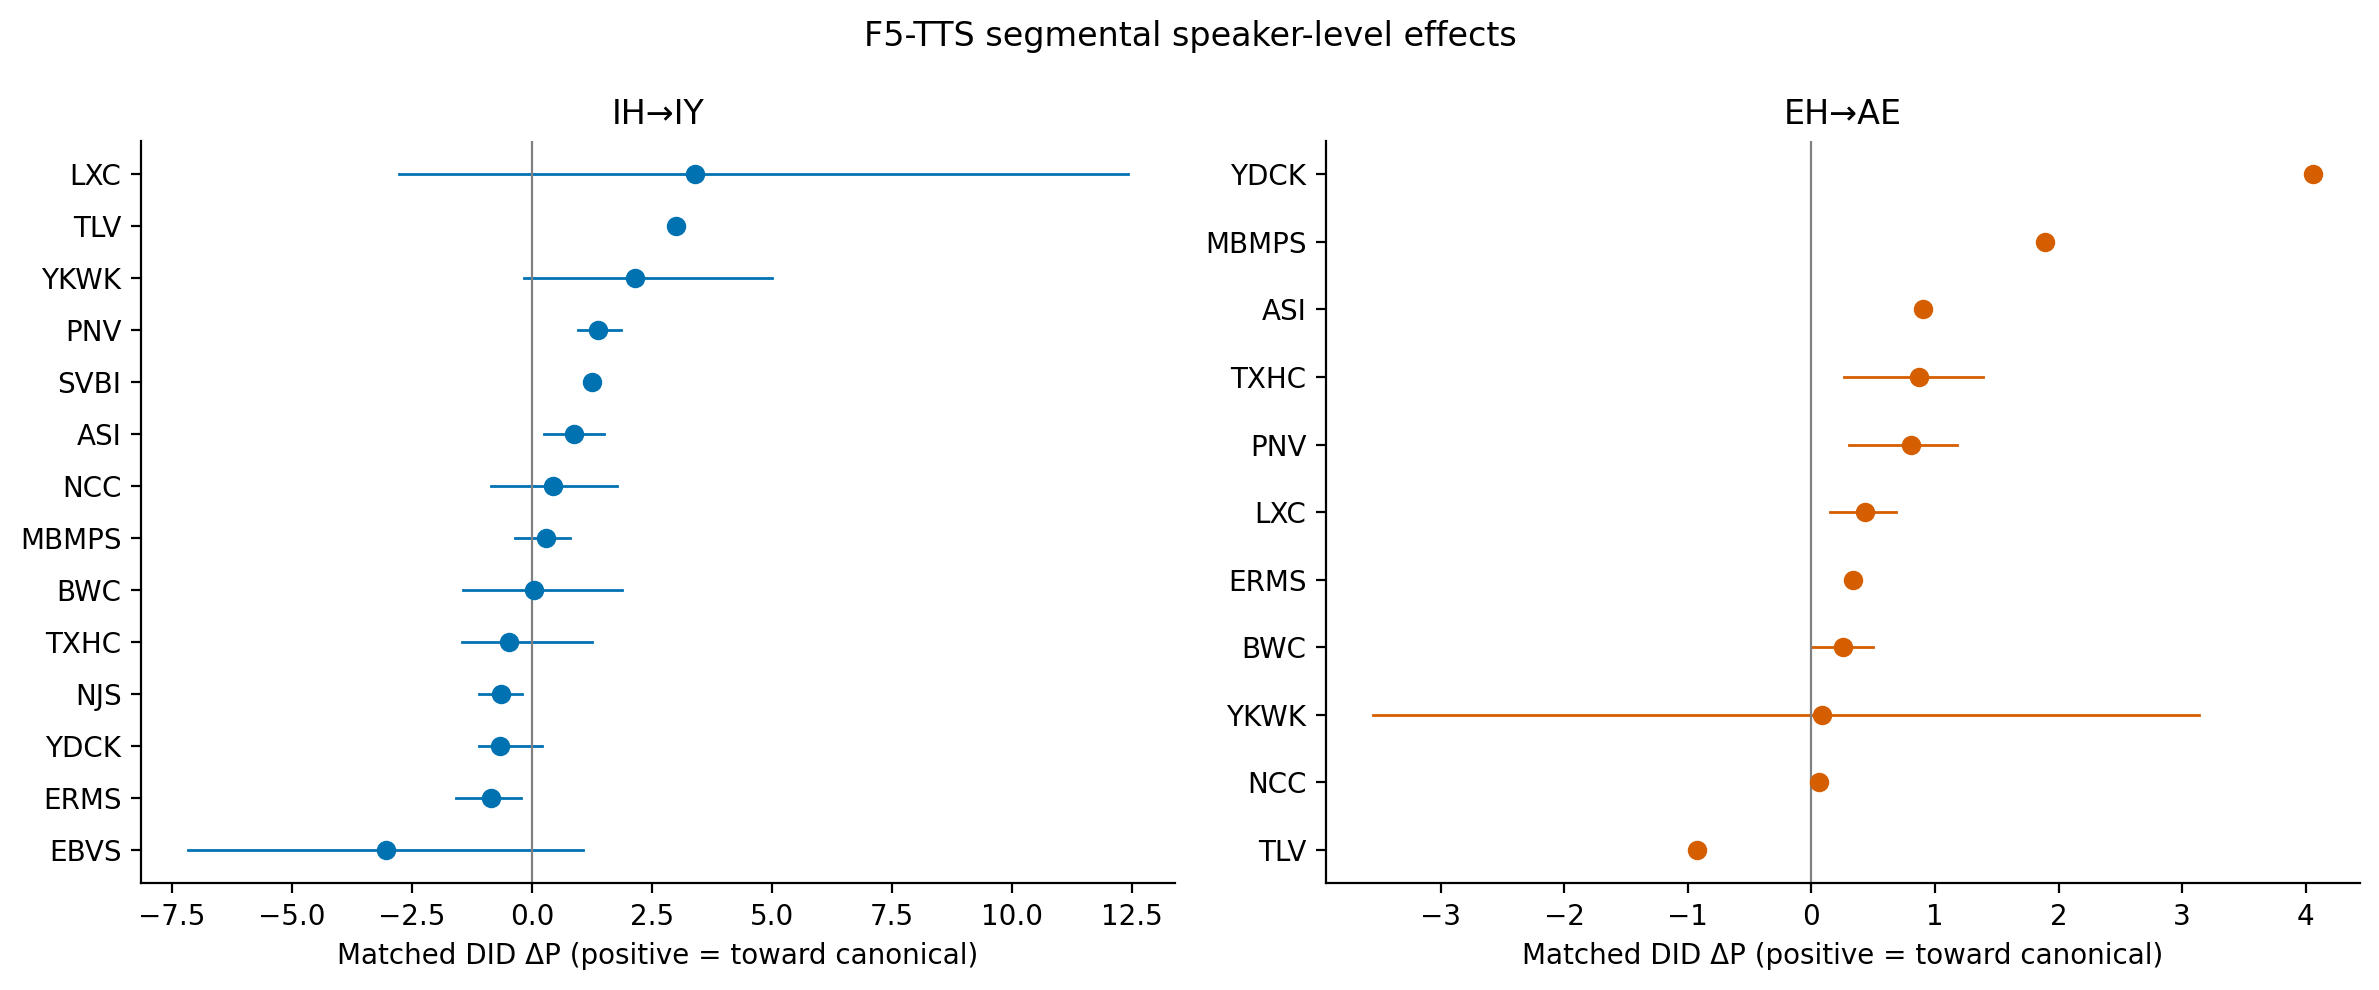 F5-TTS segmental speaker-level effects
IH→IY
LXC
TLV
YKWK
PNV
SVBI
ASI
NCC
MBMPS
BWC
TXHC
NJS
YDCK
ERMS
EBVS
−7.5 −5.0 −2.5 0.0 2.5 5.0 7.5 10.0 12.5
Matched DID ΔP (positive = toward canonical)
EH→AE
YDCK
MBMPS
ASI
TXHC
PNV
LXC
ERMS
BWC
YKWK
NCC
TLV
−3 −2 −1 0 1 2 3 4
Matched DID ΔP (positive = toward canonical)